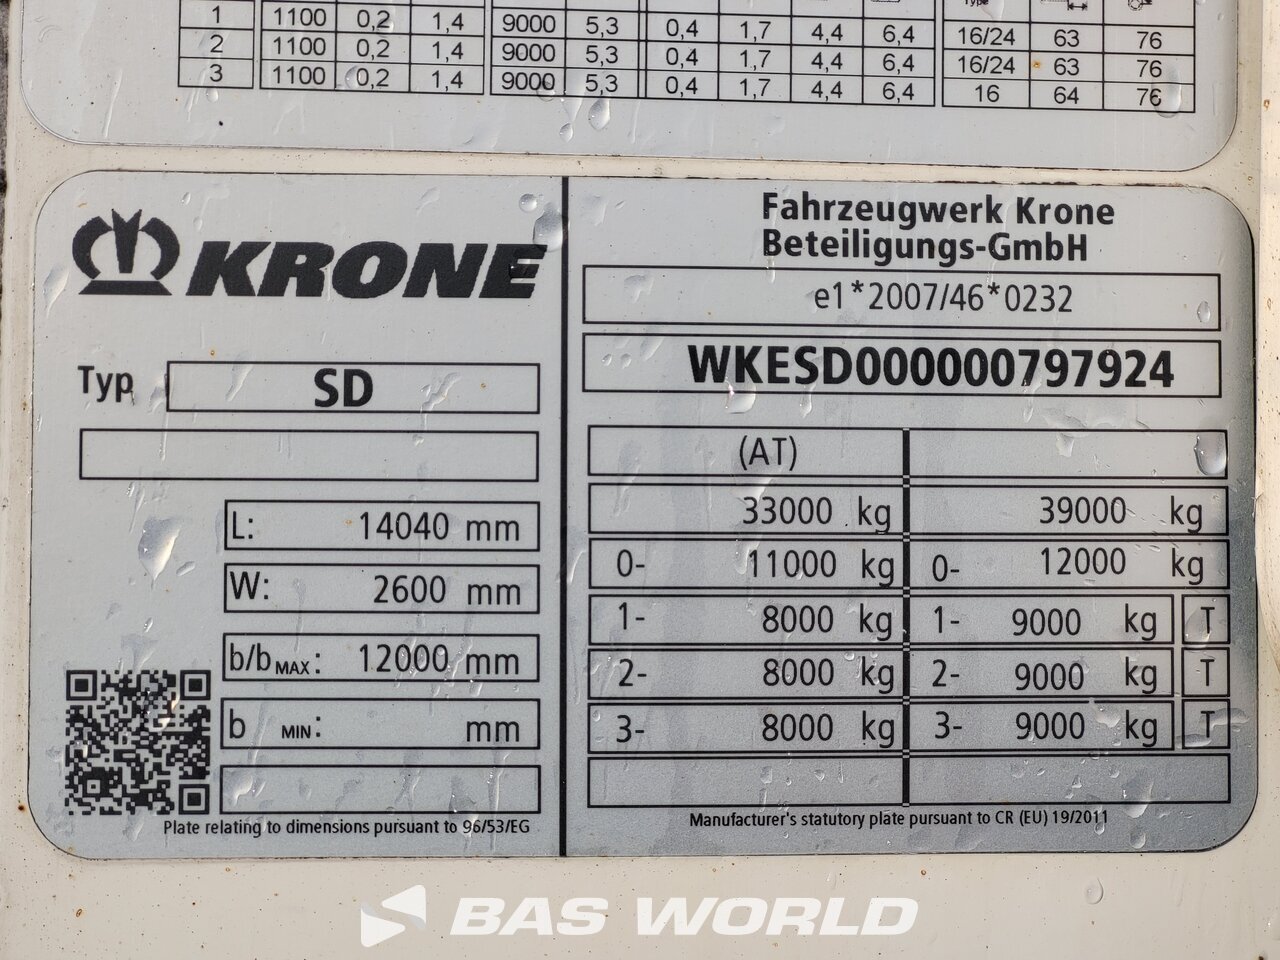 Type
1 1100 0,2 1,4 9000 5,3 0,4 1,7 4,4 6,4 16/24 63 76
2 1100 0,2 1,4 9000 5,3 0,4 1,7 4,4 6,4 16/24 63 76
3 1100 0,2 1,4 9000 5,3 0,4 1,7 4,4 6,4 16 64 76
KRONE
Typ SD
L: 14040 mm
W: 2600 mm
b/b MAX: 12000 mm
b MIN: mm
Plate relating to dimensions pursuant to 96/53/EG
Fahrzeugwerk Krone
Beteiligungs-GmbH
e1*2007/46*0232
WKESD000000797924
(AT)
33000 kg 39000 kg
0- 11000 kg 0- 12000 kg
1- 8000 kg 1- 9000 kg T
2- 8000 kg 2- 9000 kg T
3- 8000 kg 3- 9000 kg T
Manufacturer's statutory plate pursuant to CR (EU) 19/2011
BAS WORLD